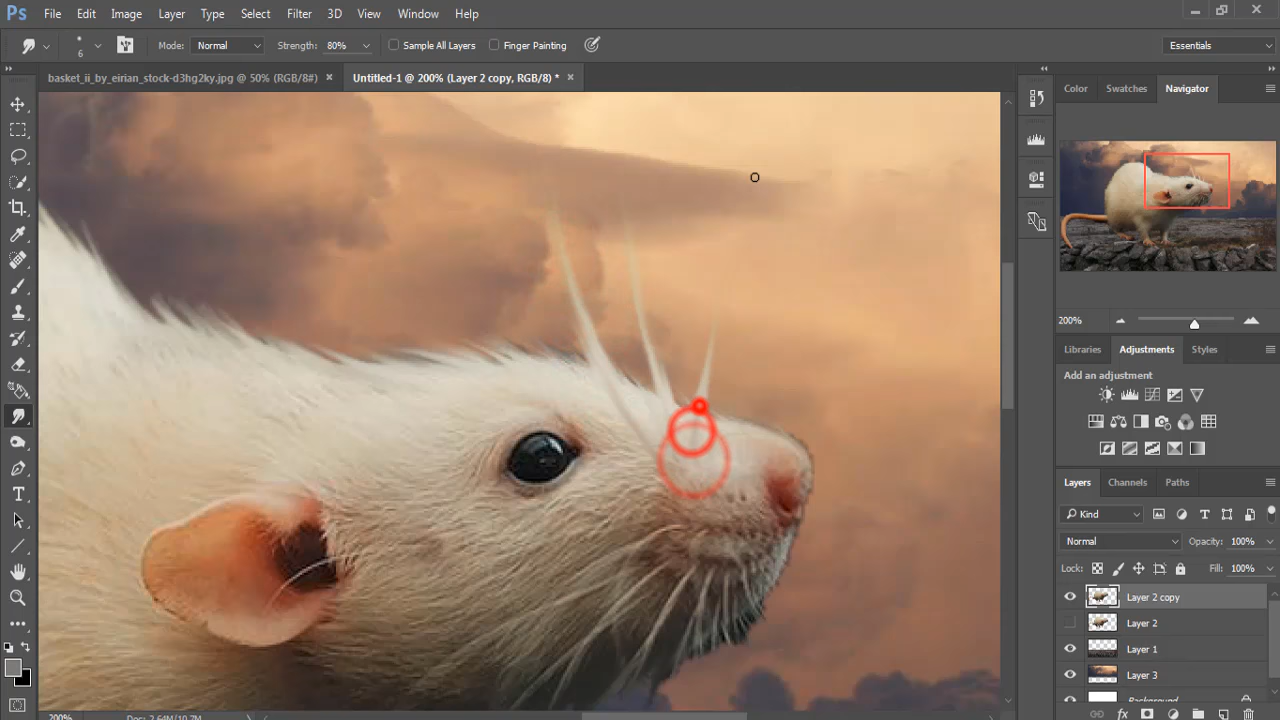 Ps File Edit Image Layer Type Select Filter 3D View Window Help
6 Mode: Normal Strength: 80% Sample All Layers Finger Painting Essentials
basket_ii_by_eirian_stock-d3hg2ky.jpg @ 50% (RGB/8#) × Untitled-1 @ 200% (Layer 2 copy, RGB/8) * ×
Color Swatches Navigator
200%
Libraries Adjustments Styles
Add an adjustment
Layers Channels Paths
Kind
Normal Opacity: 100%
Lock: Fill: 100%
Layer 2 copy
Layer 2
Layer 1
Layer 3
Background
200% Doc: 2.64M/10.7M